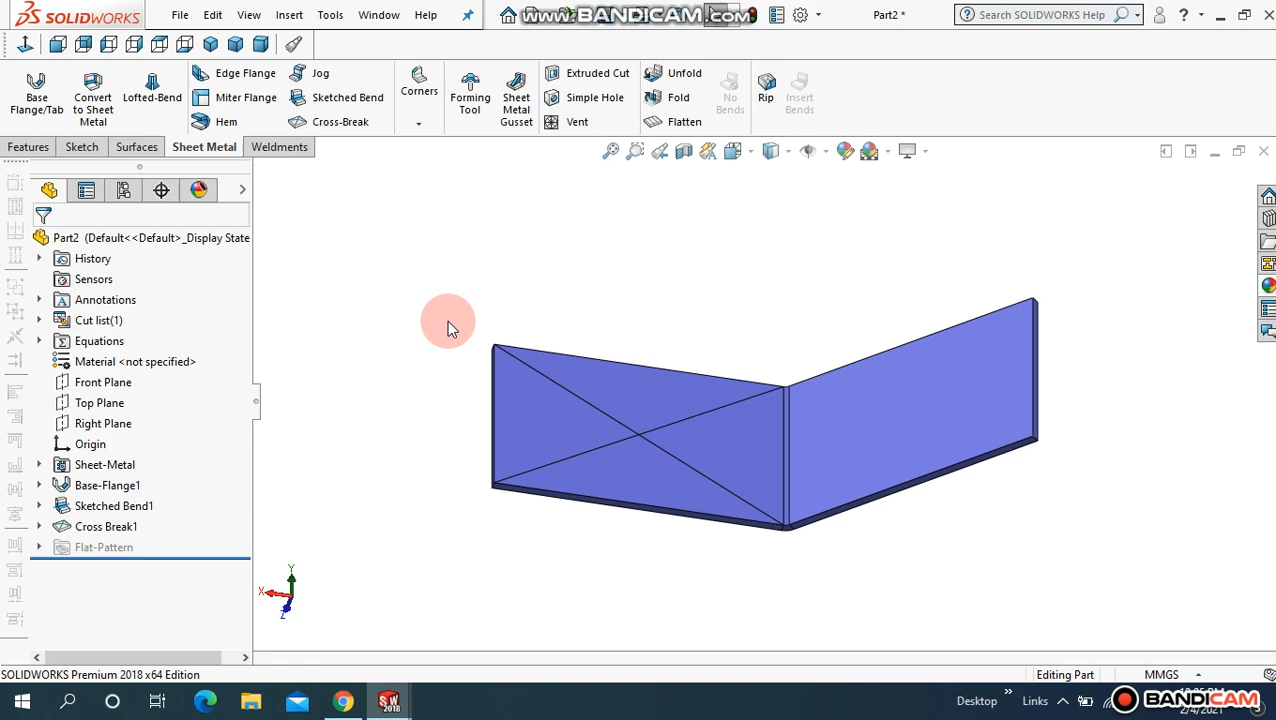 SOLIDWORKS File Edit View Insert Tools Window Help www.BANDICAM.com Part2 * Search SOLIDWORKS Help ?
Base Flange/Tab
Convert to Sheet Metal
Lofted-Bend
Edge Flange
Miter Flange
Hem
Jog
Sketched Bend
Cross-Break
Corners
Forming Tool
Sheet Metal Gusset
Extruded Cut
Simple Hole
Vent
Unfold
Fold
Flatten
No Bends
Rip
Insert Bends
Features Sketch Surfaces Sheet Metal Weldments
Part2 (Default<<Default>_Display State
History
Sensors
Annotations
Cut list(1)
Equations
Material <not specified>
Front Plane
Top Plane
Right Plane
Origin
Sheet-Metal
Base-Flange1
Sketched Bend1
Cross Break1
Flat-Pattern
Y
X
Z
SOLIDWORKS Premium 2018 x64 Edition Editing Part MMGS
SW 2018
Desktop » Links
BANDICAM
2/4/2021